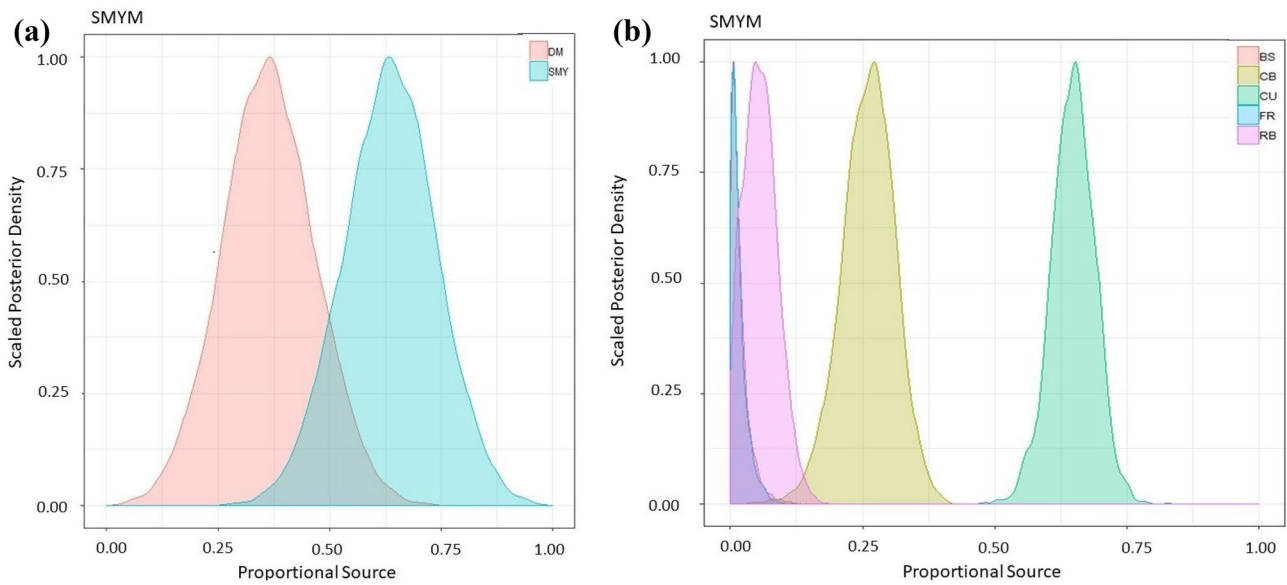 (a)
SMYM
DM
SMY
1.00
0.75
0.50
0.25
0.00
Scaled Posterior Density
0.00 0.25 0.50 0.75 1.00
Proportional Source
(b)
SMYM
BS
CB
CU
FR
RB
1.00
0.75
0.50
0.25
0.00
Scaled Posterior Density
0.00 0.25 0.50 0.75 1.00
Proportional Source